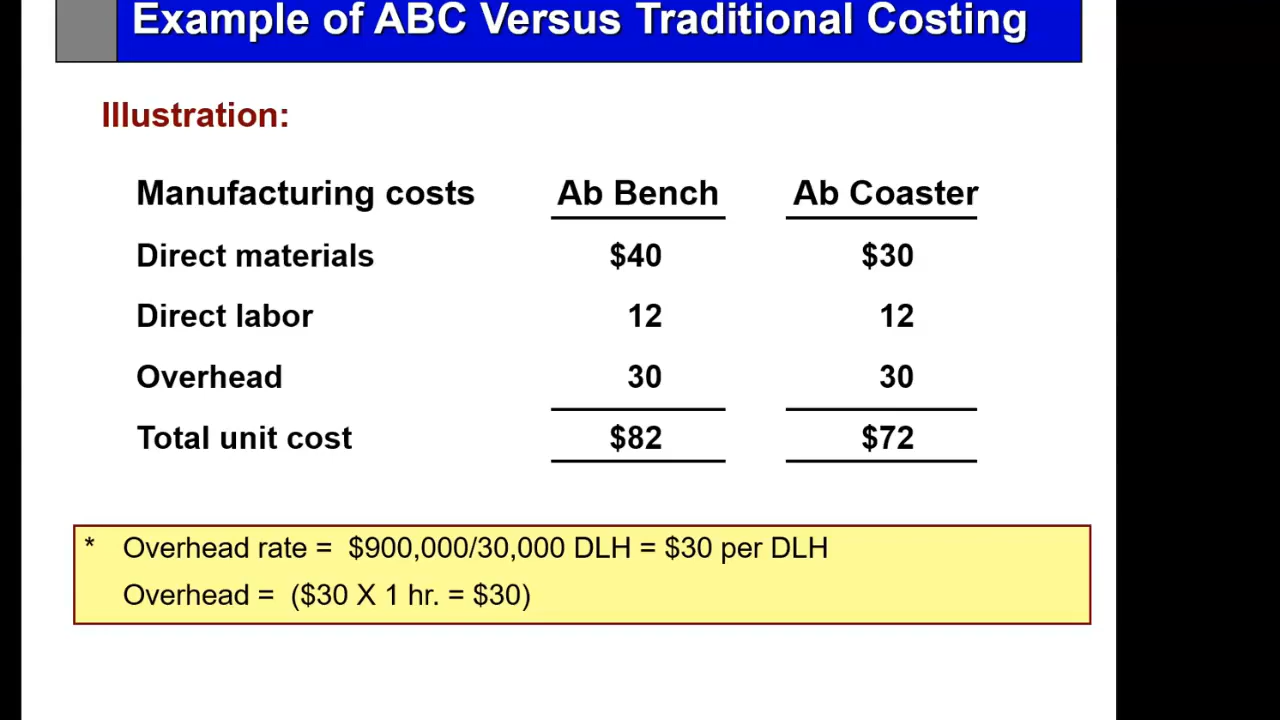 Example of ABC Versus Traditional Costing
Illustration:
Manufacturing costs Ab Bench Ab Coaster
Direct materials $40 $30
Direct labor 12 12
Overhead 30 30
Total unit cost $82 $72
* Overhead rate = $900,000/30,000 DLH = $30 per DLH
Overhead = ($30 X 1 hr. = $30)